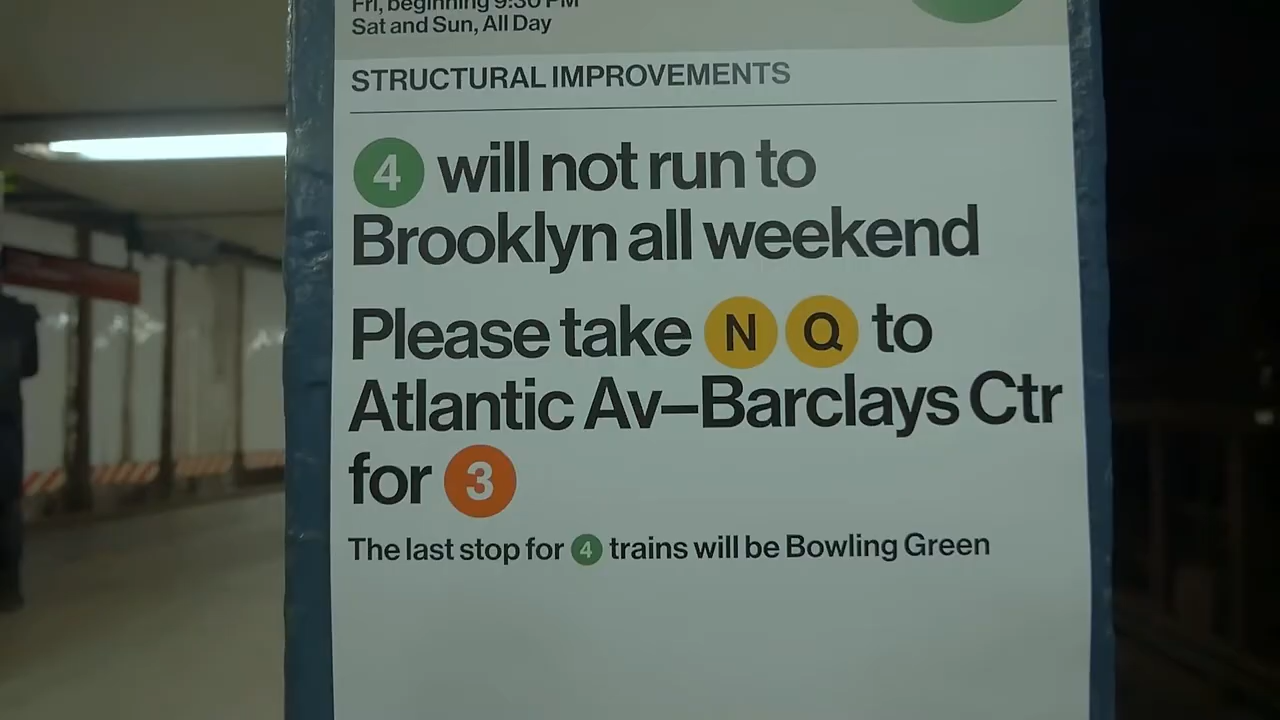 Fri, beginning 9:30 PM
Sat and Sun, All Day
STRUCTURAL IMPROVEMENTS
4 will not run to
Brooklyn all weekend
Please take N Q to
Atlantic Av–Barclays Ctr
for 3
The last stop for 4 trains will be Bowling Green